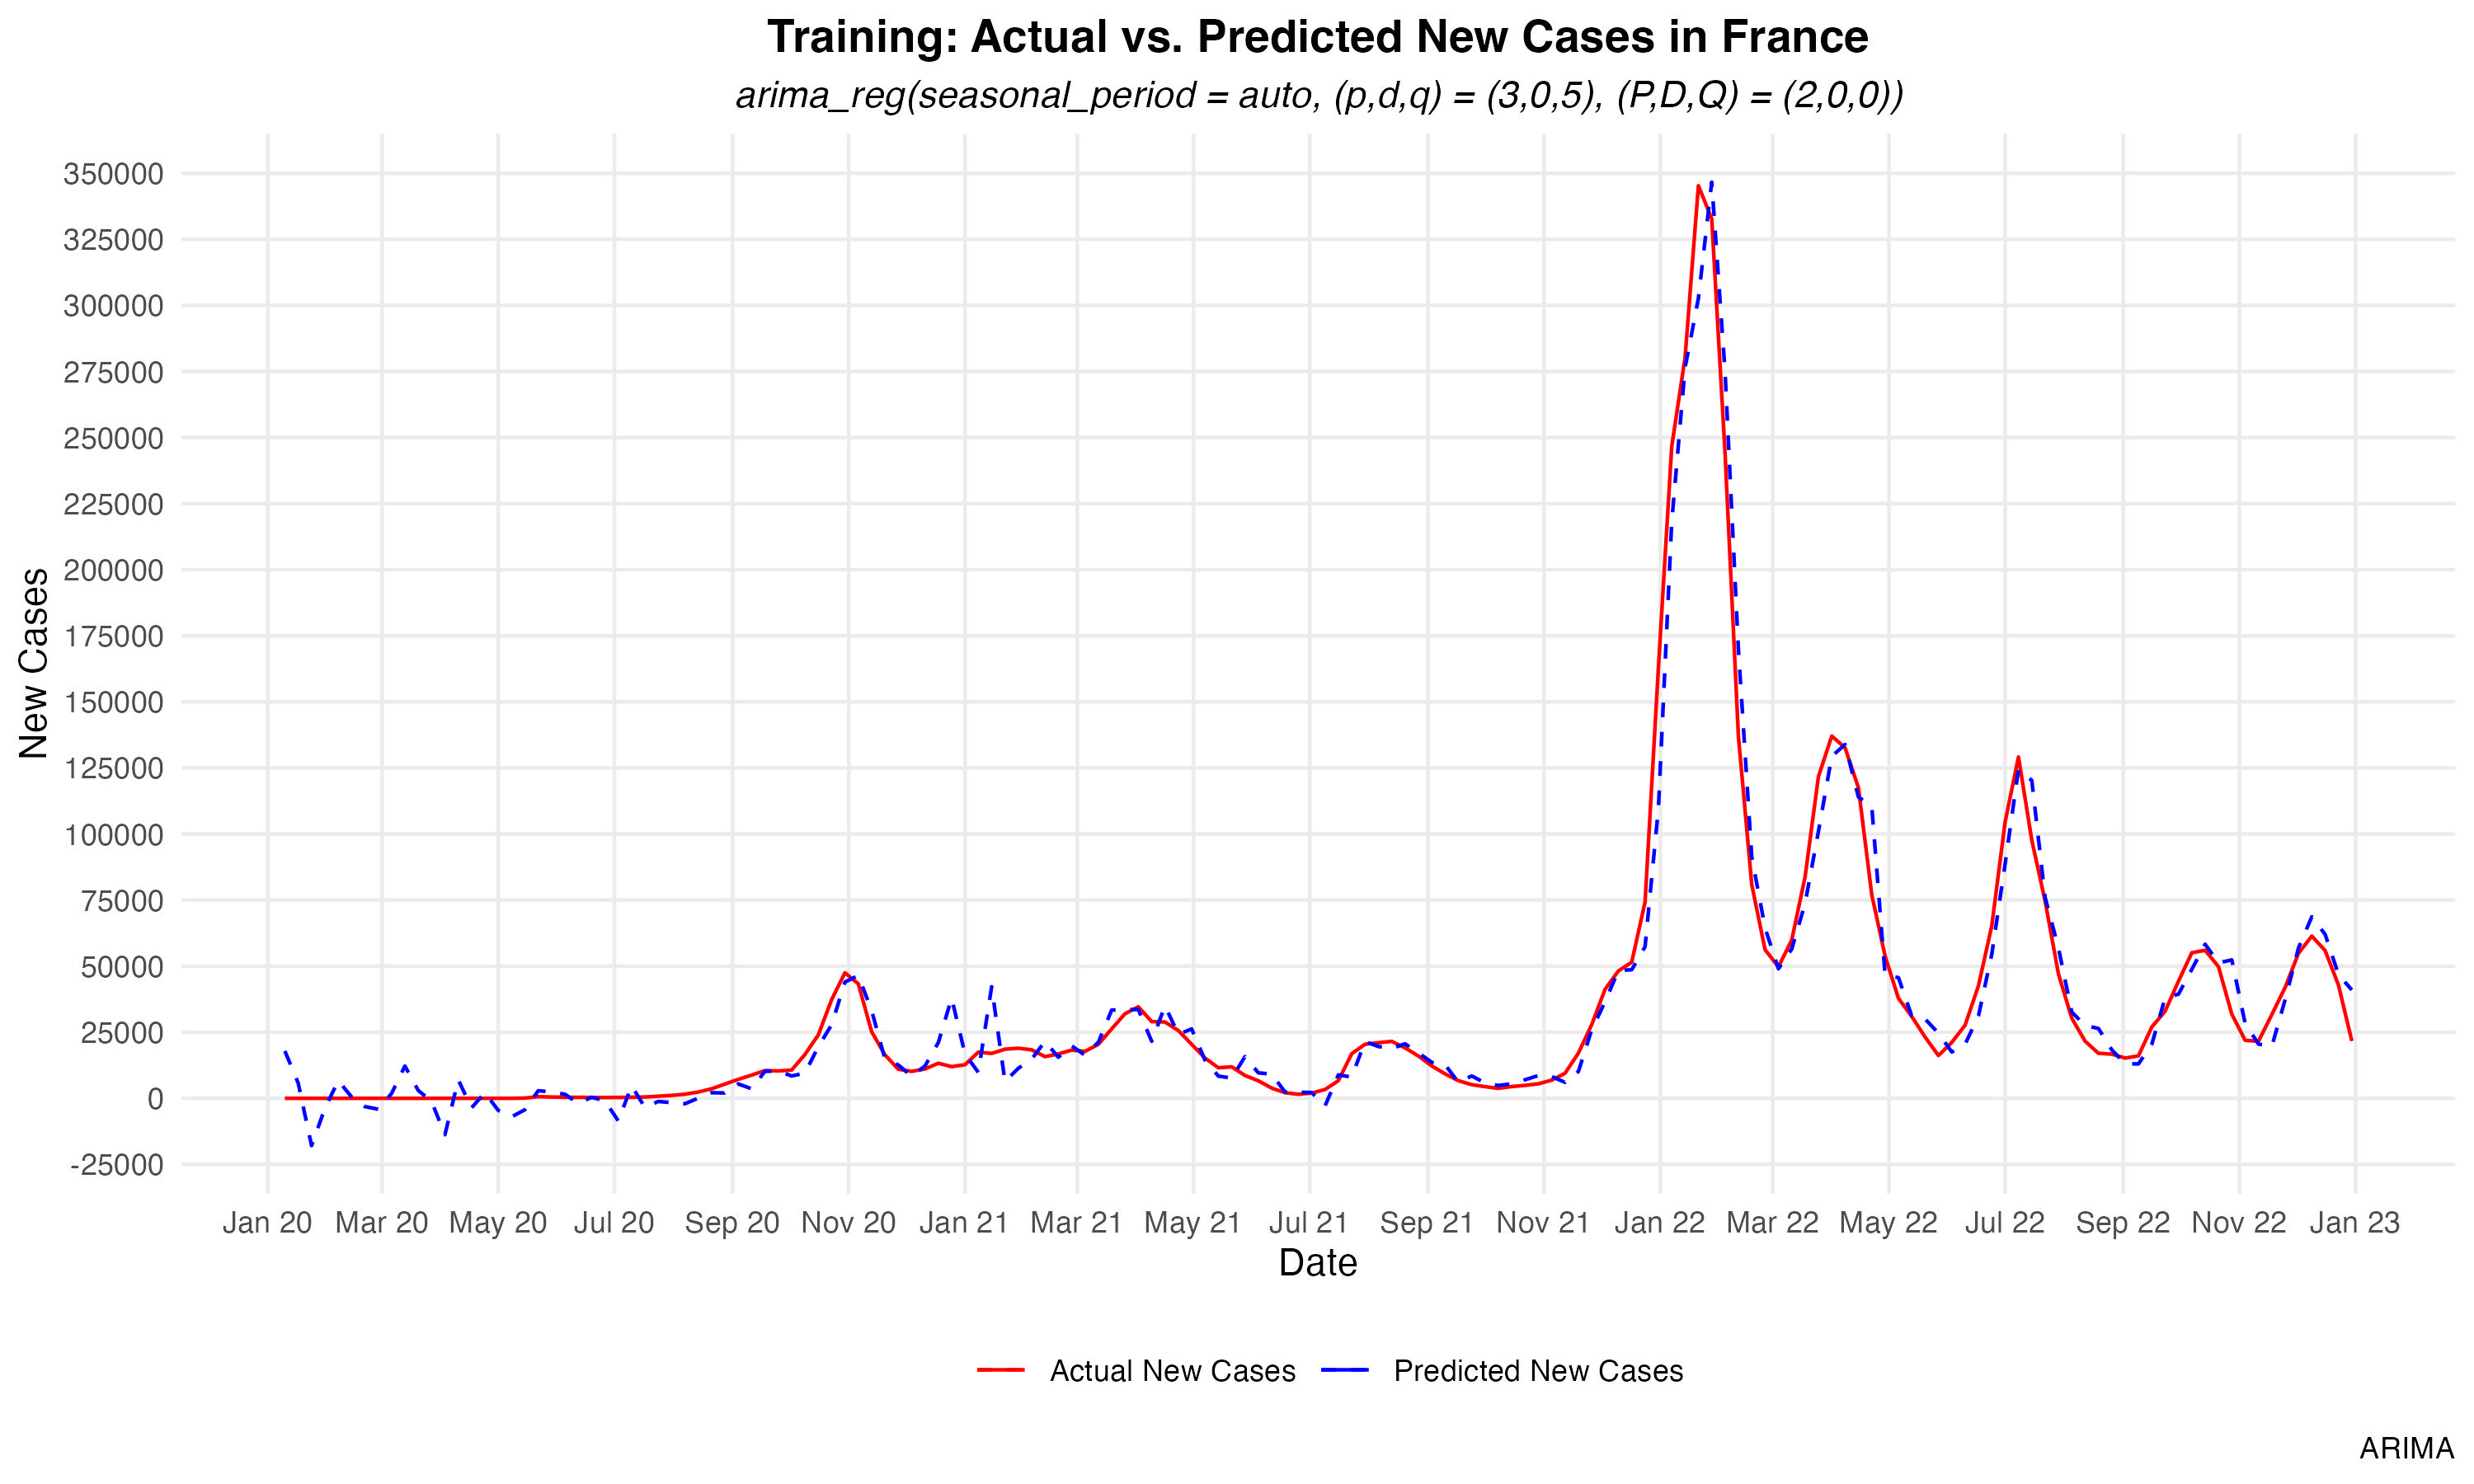 Training: Actual vs. Predicted New Cases in France
arima_reg(seasonal_period = auto, (p,d,q) = (3,0,5), (P,D,Q) = (2,0,0))
New Cases
350000
325000
300000
275000
250000
225000
200000
175000
150000
125000
100000
75000
50000
25000
0
-25000
Jan 20 Mar 20 May 20 Jul 20 Sep 20 Nov 20 Jan 21 Mar 21 May 21 Jul 21 Sep 21 Nov 21 Jan 22 Mar 22 May 22 Jul 22 Sep 22 Nov 22 Jan 23
Date
Actual New Cases Predicted New Cases
ARIMA